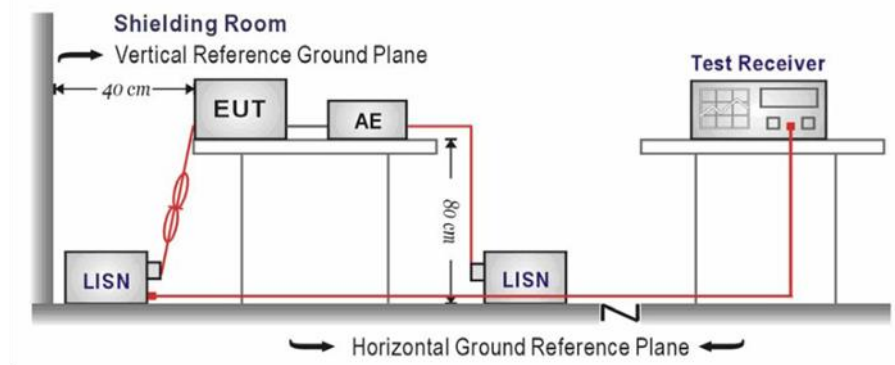 Shielding Room
Vertical Reference Ground Plane
Test Receiver
40 cm
EUT
AE
80 cm
LISN
LISN
Horizontal Ground Reference Plane